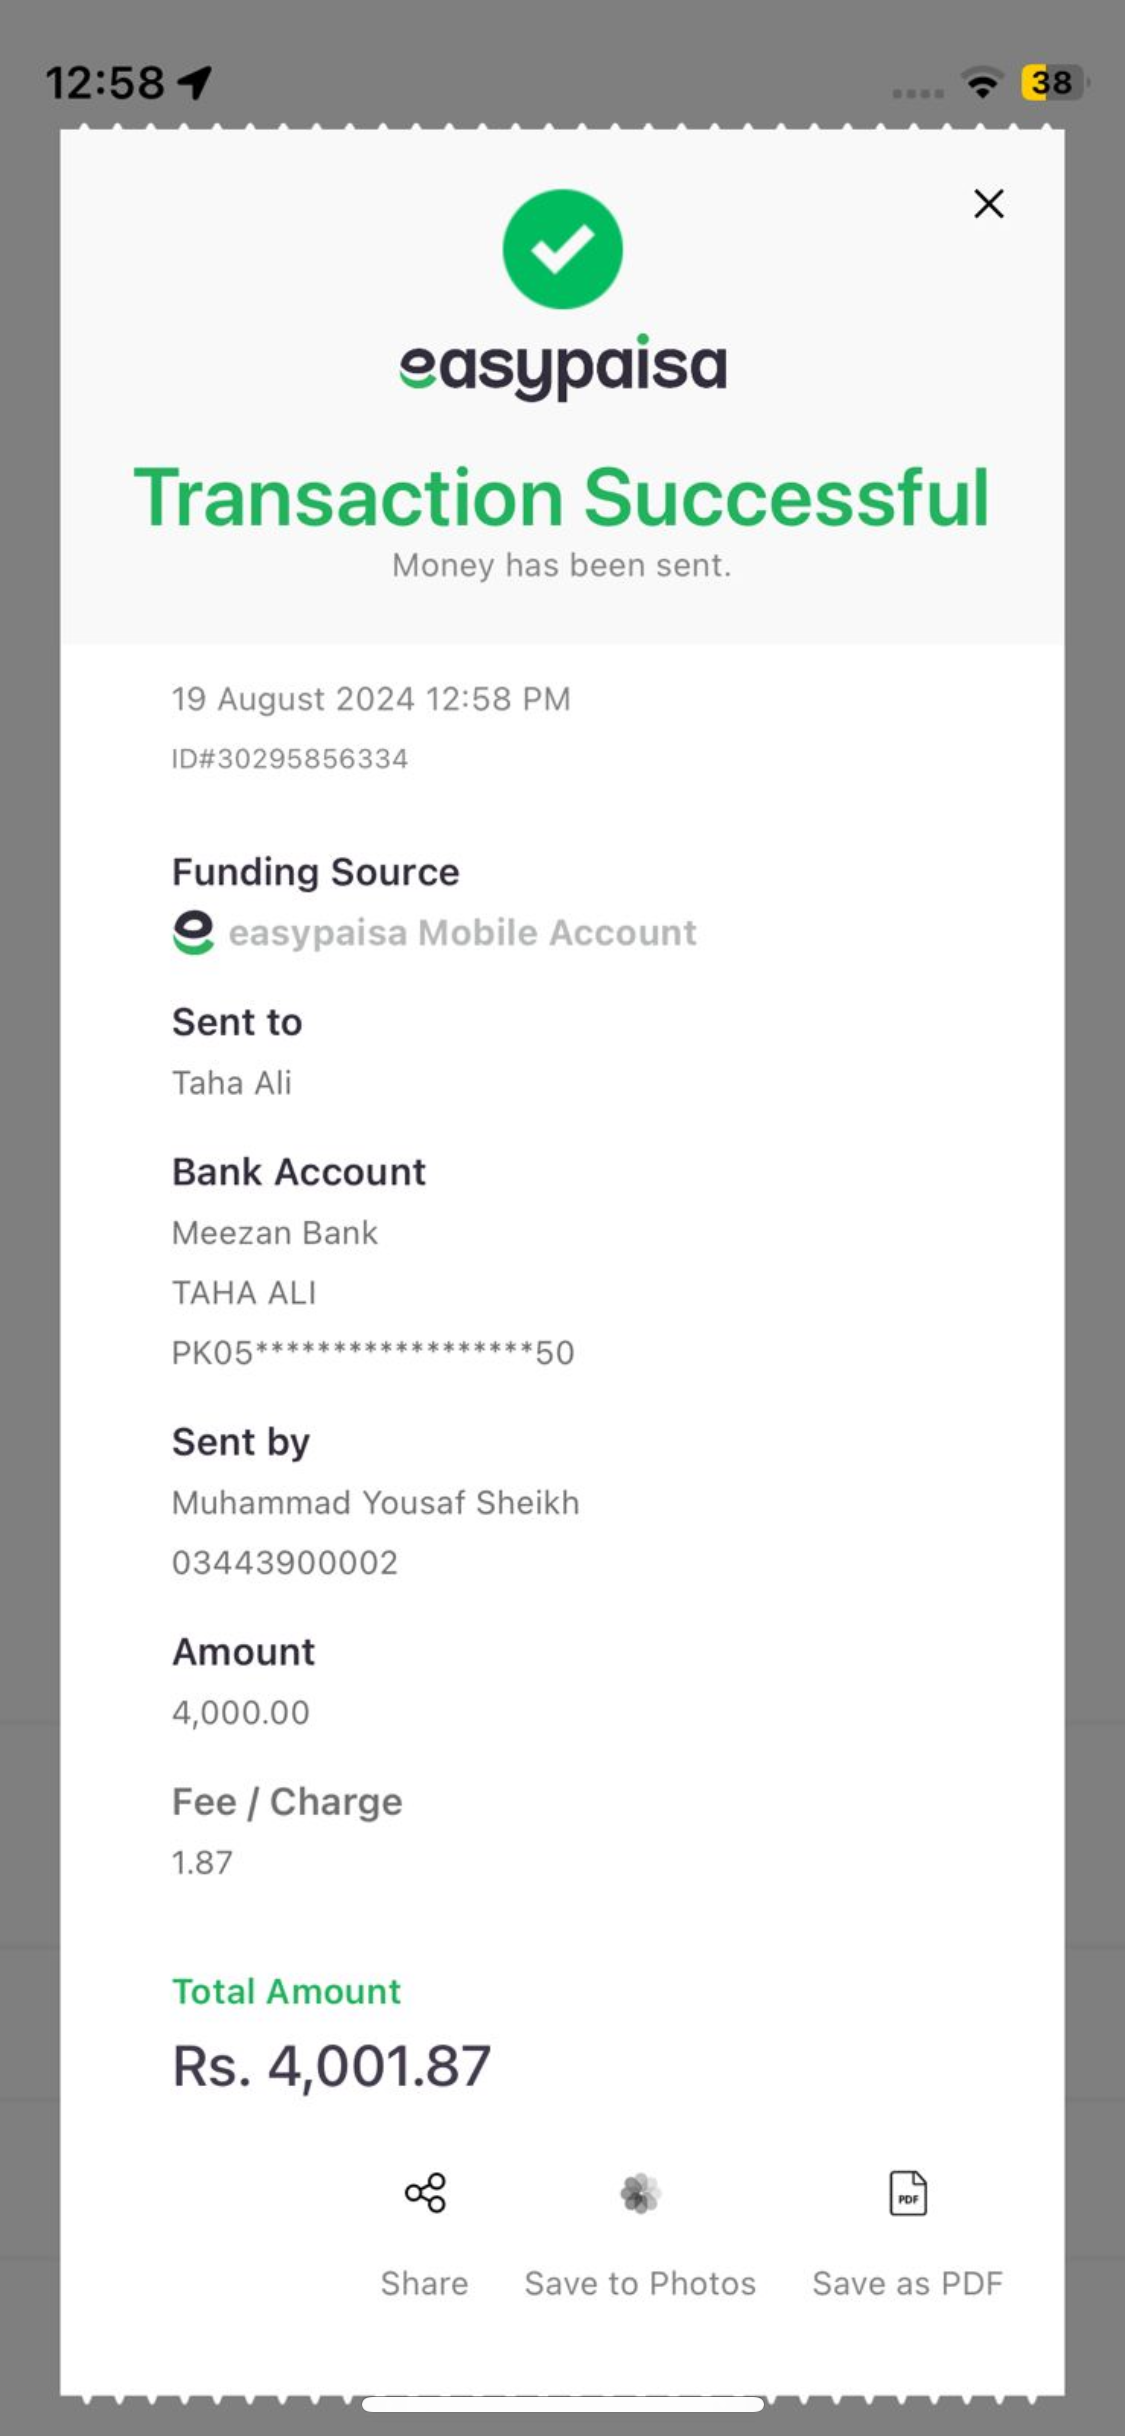 12:58
38
easypaisa
Transaction Successful
Money has been sent.
19 August 2024 12:58 PM
ID#30295856334
Funding Source
easypaisa Mobile Account
Sent to
Taha Ali
Bank Account
Meezan Bank
TAHA ALI
PK05******************50
Sent by
Muhammad Yousaf Sheikh
03443900002
Amount
4,000.00
Fee / Charge
1.87
Total Amount
Rs. 4,001.87
PDF
Share Save to Photos Save as PDF